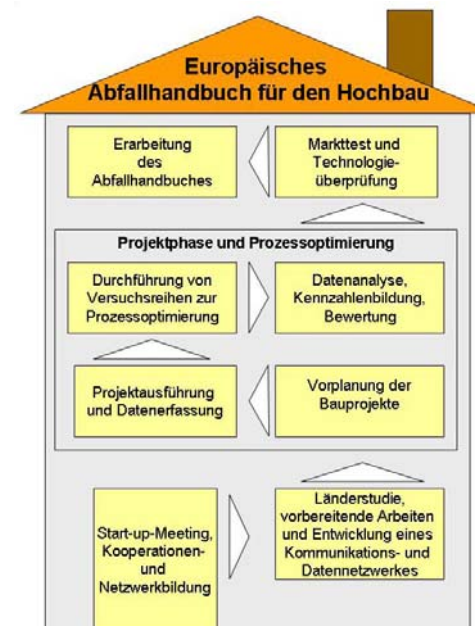 Europäisches
Abfallhandbuch für den Hochbau
Erarbeitung
des
Abfallhandbuches
Markttest und
Technologie-
überprüfung
Projektphase und Prozessoptimierung
Durchführung von
Versuchsreihen zur
Prozessoptimierung
Datenanalyse,
Kennzahlenbildung,
Bewertung
Projektausführung
und Datenerfassung
Vorplanung der
Bauprojekte
Start-up-Meeting,
Kooperationen-
und
Netzwerkbildung,
Länderstudie,
vorbereitende Arbeiten
und Entwicklung eines
Kommunikations- und
Datennetzwerkes